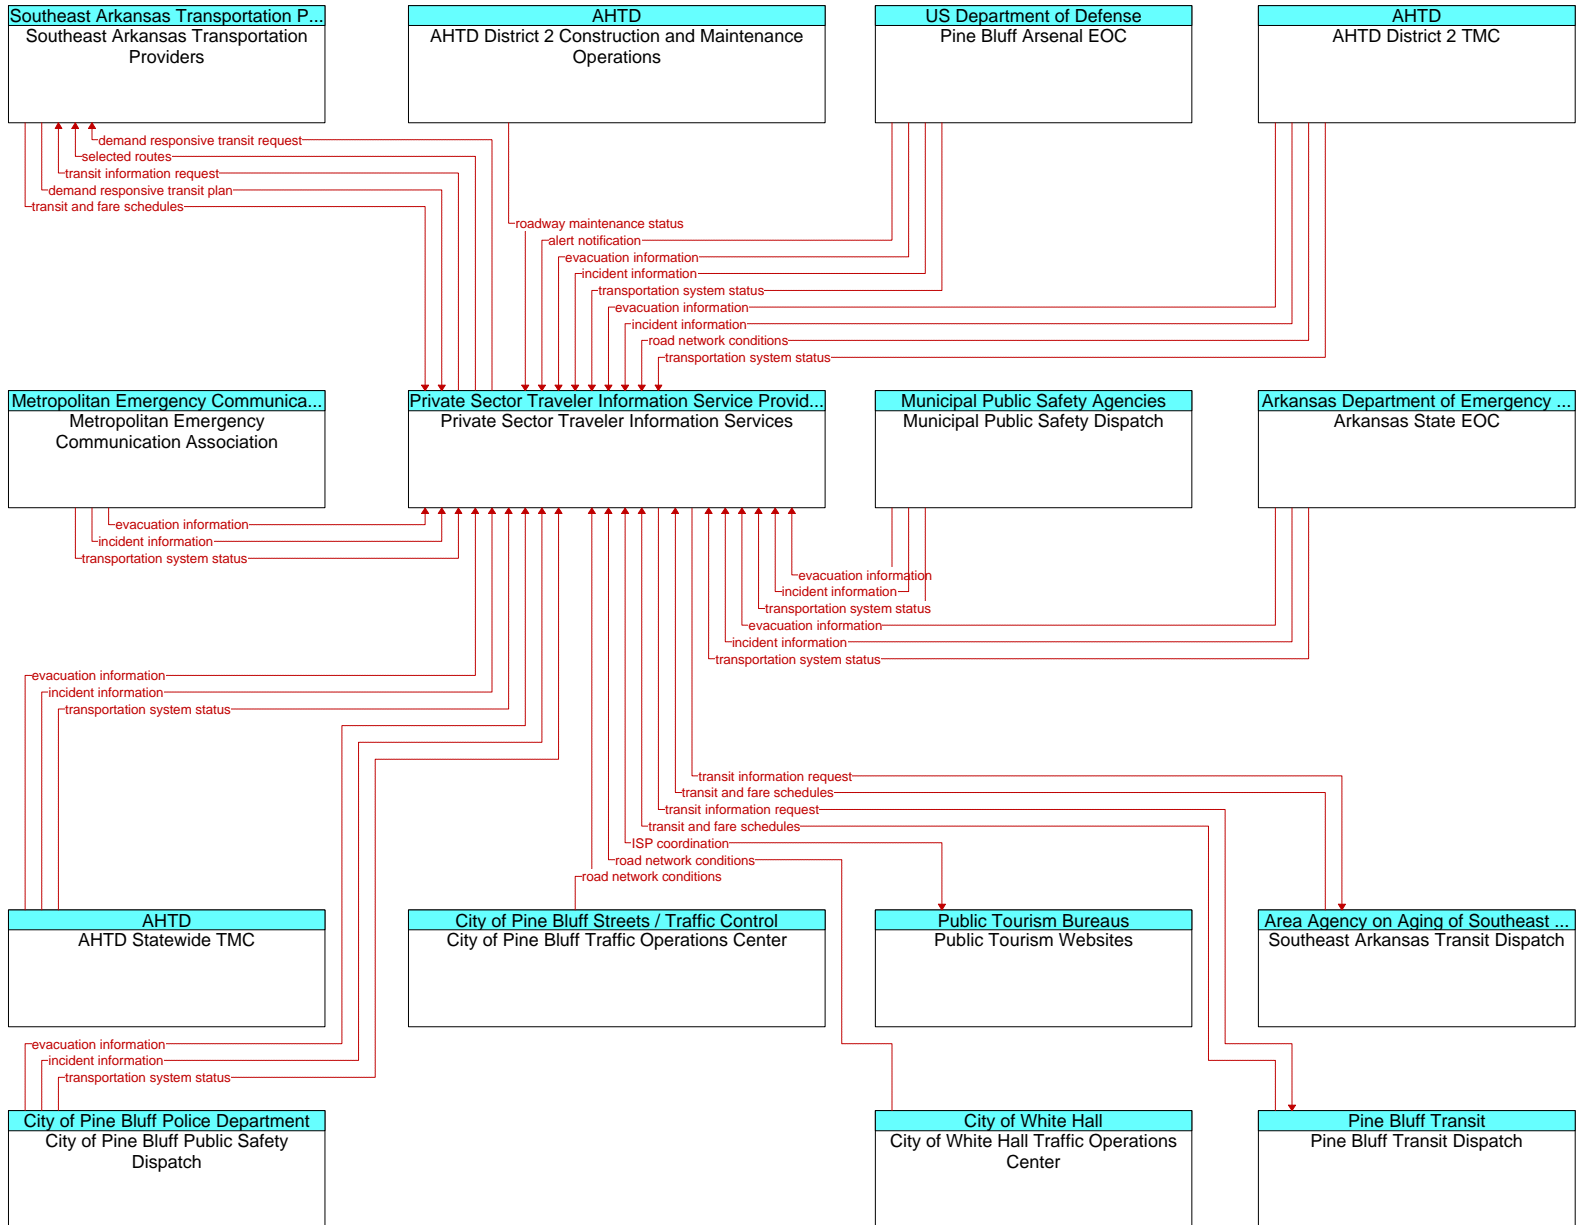 Southeast Arkansas Transportation P...
Southeast Arkansas Transportation
Providers
AHTD
AHTD District 2 Construction and Maintenance
Operations
US Department of Defense
Pine Bluff Arsenal EOC
AHTD
AHTD District 2 TMC
demand responsive transit request
selected routes
transit information request
demand responsive transit plan
transit and fare schedules
roadway maintenance status
alert notification
evacuation information
incident information
transportation system status
evacuation information
incident information
road network conditions
transportation system status
Metropolitan Emergency Communica...
Metropolitan Emergency
Communication Association
Private Sector Traveler Information Service Provid...
Private Sector Traveler Information Services
Municipal Public Safety Agencies
Municipal Public Safety Dispatch
Arkansas Department of Emergency ...
Arkansas State EOC
evacuation information
incident information
transportation system status
evacuation information
incident information
transportation system status
evacuation information
incident information
transportation system status
evacuation information
incident information
transportation system status
transit information request
transit and fare schedules
transit information request
transit and fare schedules
ISP coordination
road network conditions
road network conditions
AHTD
AHTD Statewide TMC
City of Pine Bluff Streets / Traffic Control
City of Pine Bluff Traffic Operations Center
Public Tourism Bureaus
Public Tourism Websites
Area Agency on Aging of Southeast ...
Southeast Arkansas Transit Dispatch
evacuation information
incident information
transportation system status
City of Pine Bluff Police Department
City of Pine Bluff Public Safety
Dispatch
City of White Hall
City of White Hall Traffic Operations
Center
Pine Bluff Transit
Pine Bluff Transit Dispatch